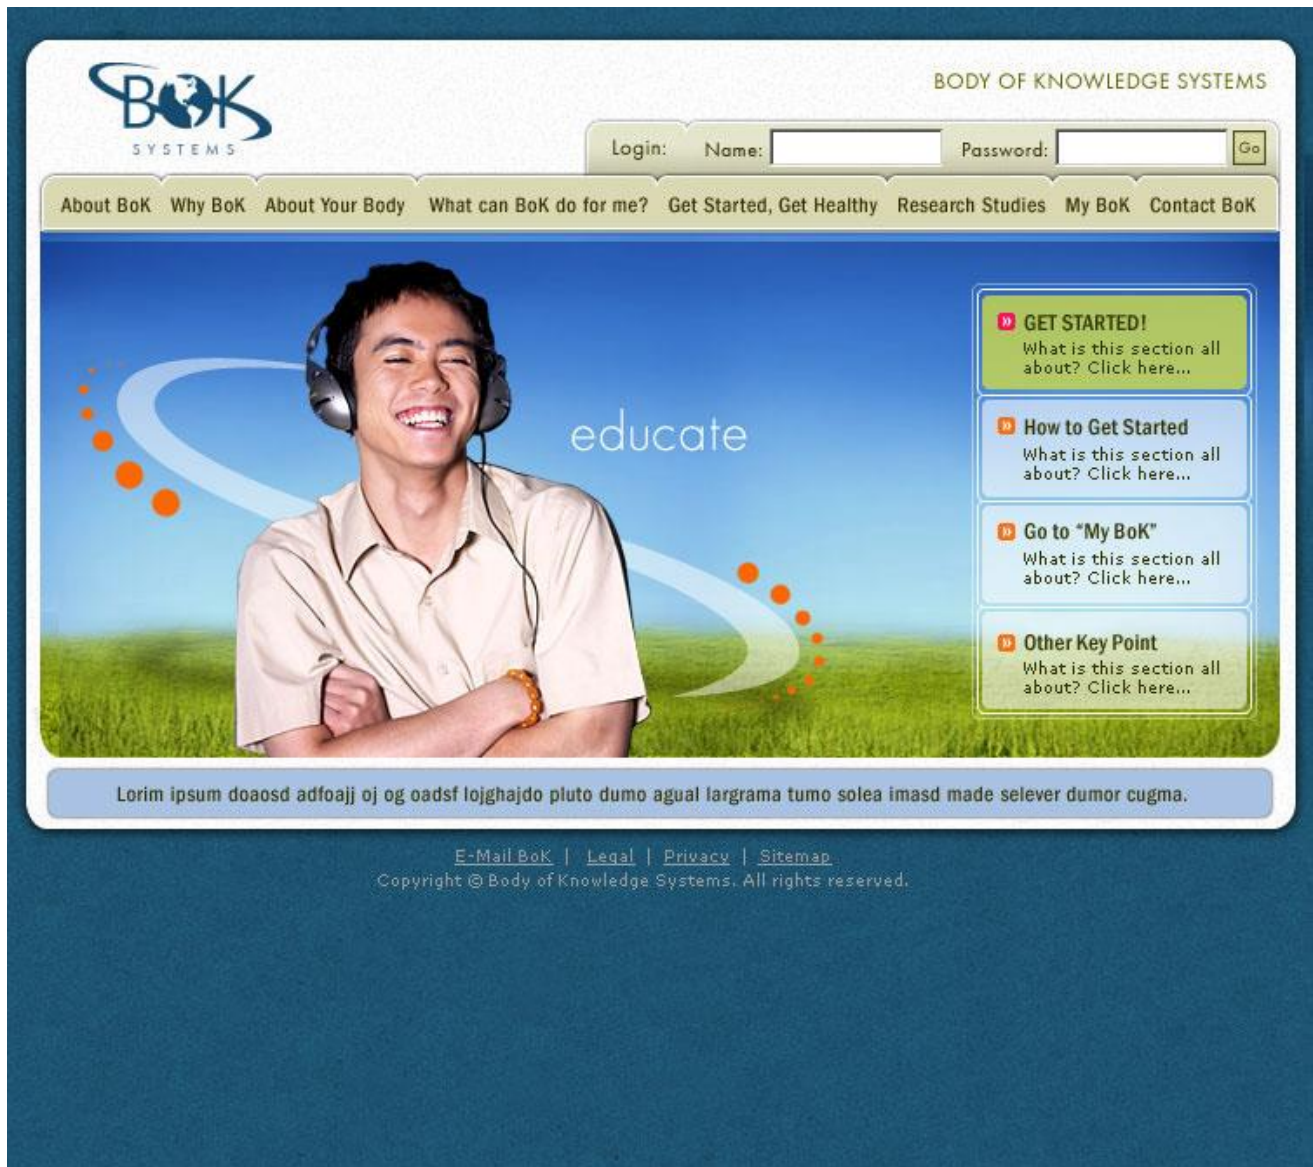 BOK
SYSTEMS
BODY OF KNOWLEDGE SYSTEMS
Login: Name: Password: Go
About BoK Why BoK About Your Body What can BoK do for me? Get Started, Get Healthy Research Studies My BoK Contact BoK
educate
GET STARTED!
What is this section all
about? Click here...
How to Get Started
What is this section all
about? Click here...
Go to “My BoK”
What is this section all
about? Click here...
Other Key Point
What is this section all
about? Click here...
Lorim ipsum doaosd adfoajj oj og oadsf lojghajdo pluto dumo agual largrama tumo solea imasd made selever dumor cugma.
E-Mail BoK | Legal | Privacy | Sitemap
Copyright © Body of Knowledge Systems. All rights reserved.